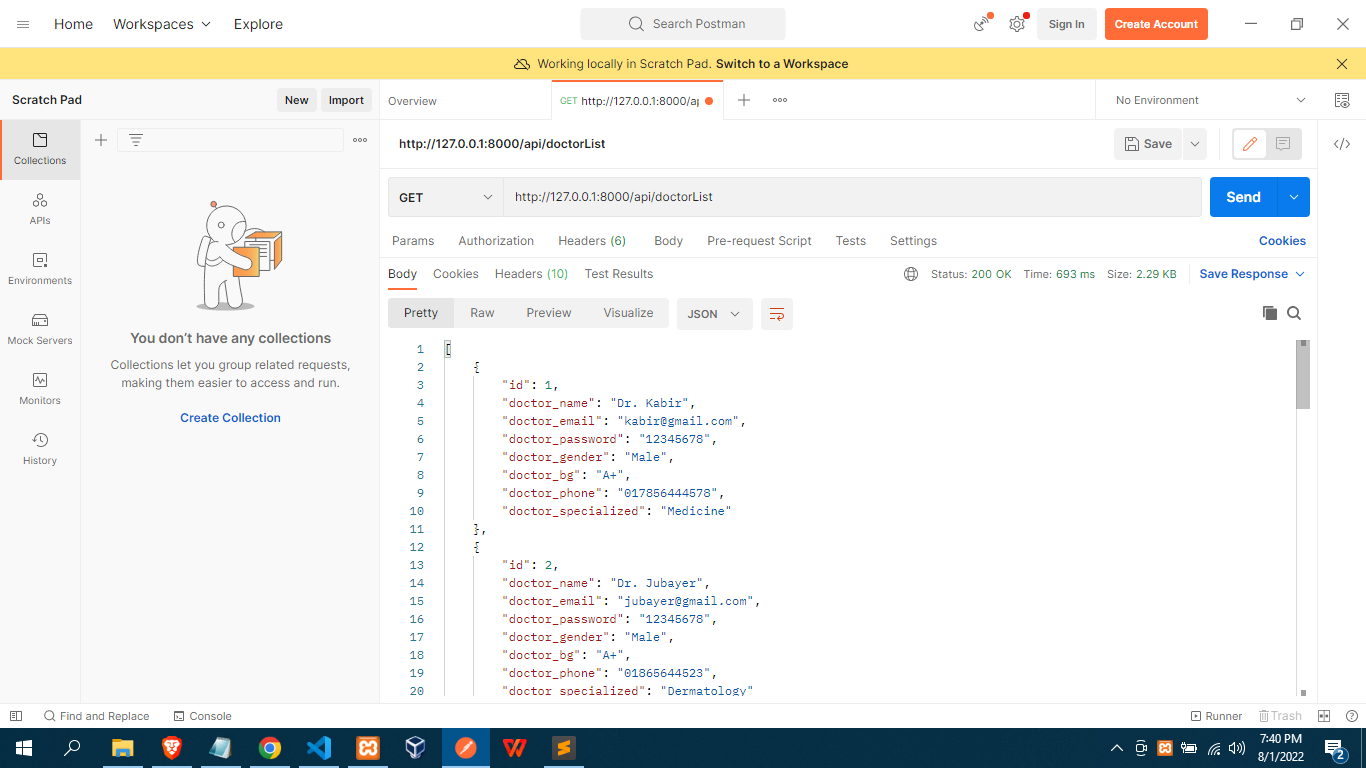 Home Workspaces Explore Search Postman Sign In Create Account
Working locally in Scratch Pad. Switch to a Workspace
Scratch Pad New Import Overview GET http://127.0.0.1:8000/ap No Environment
Collections
APIs
Environments
Mock Servers
Monitors
History
You don't have any collections
Collections let you group related requests,
making them easier to access and run.
Create Collection
http://127.0.0.1:8000/api/doctorList Save
GET http://127.0.0.1:8000/api/doctorList Send
Params Authorization Headers (6) Body Pre-request Script Tests Settings Cookies
Body Cookies Headers (10) Test Results Status: 200 OK Time: 693 ms Size: 2.29 KB Save Response
Pretty Raw Preview Visualize JSON
1 [
2 {
3 "id": 1,
4 "doctor_name": "Dr. Kabir",
5 "doctor_email": "kabir@gmail.com",
6 "doctor_password": "12345678",
7 "doctor_gender": "Male",
8 "doctor_bg": "A+",
9 "doctor_phone": "017856444578",
10 "doctor_specialized": "Medicine"
11 },
12 {
13 "id": 2,
14 "doctor_name": "Dr. Jubayer",
15 "doctor_email": "jubayer@gmail.com",
16 "doctor_password": "12345678",
17 "doctor_gender": "Male",
18 "doctor_bg": "A+",
19 "doctor_phone": "01865644523",
20 "doctor_specialized": "Dermatology"
Find and Replace Console Runner Trash
7:40 PM
8/1/2022
2